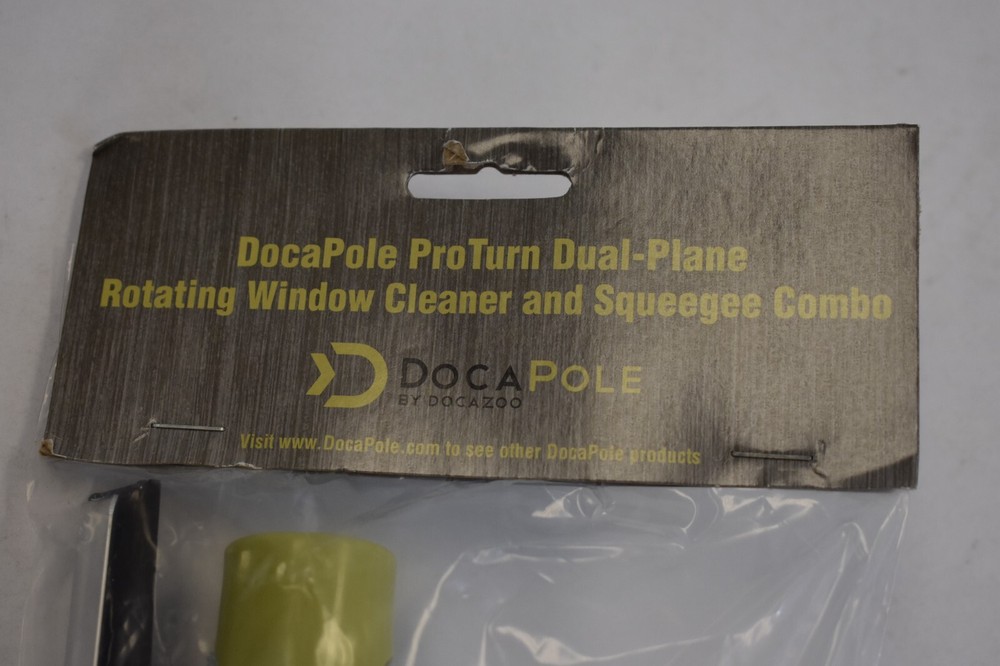 DocaPole ProTurn Dual-Plane
Rotating Window Cleaner and Squeegee Combo
DOCAPOLE
BY DOCAZOO
Visit www.DocaPole.com to see other DocaPole products